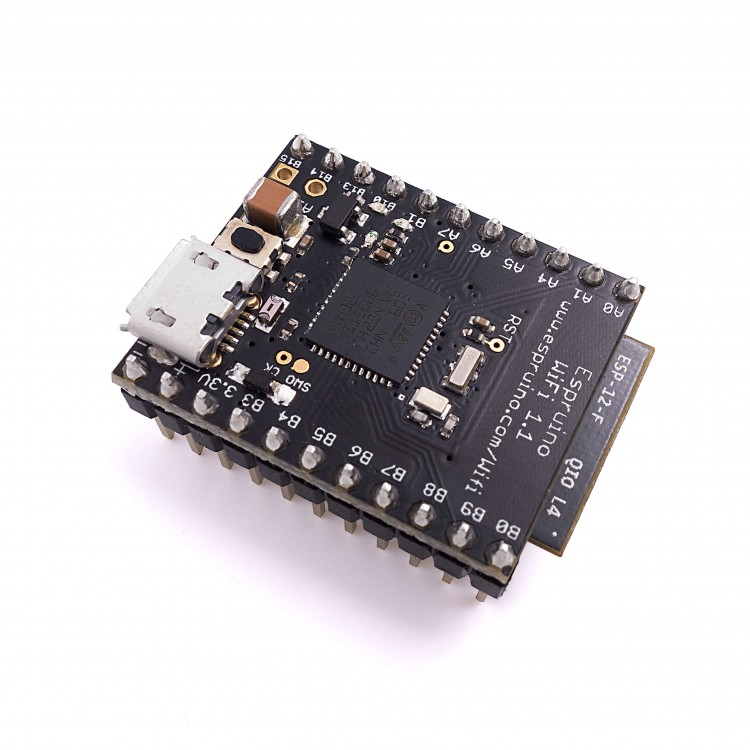 B15
B14
B13
B10
B1
A7
A6
A5
A4
A1
A0
RST
SWO
CK
3.3V
B3
B4
B5
B6
B7
B8
B9
B0
Espruino
WiFi 1.1
www.espruino.com/Wifi
ESP-12-F QIO L4